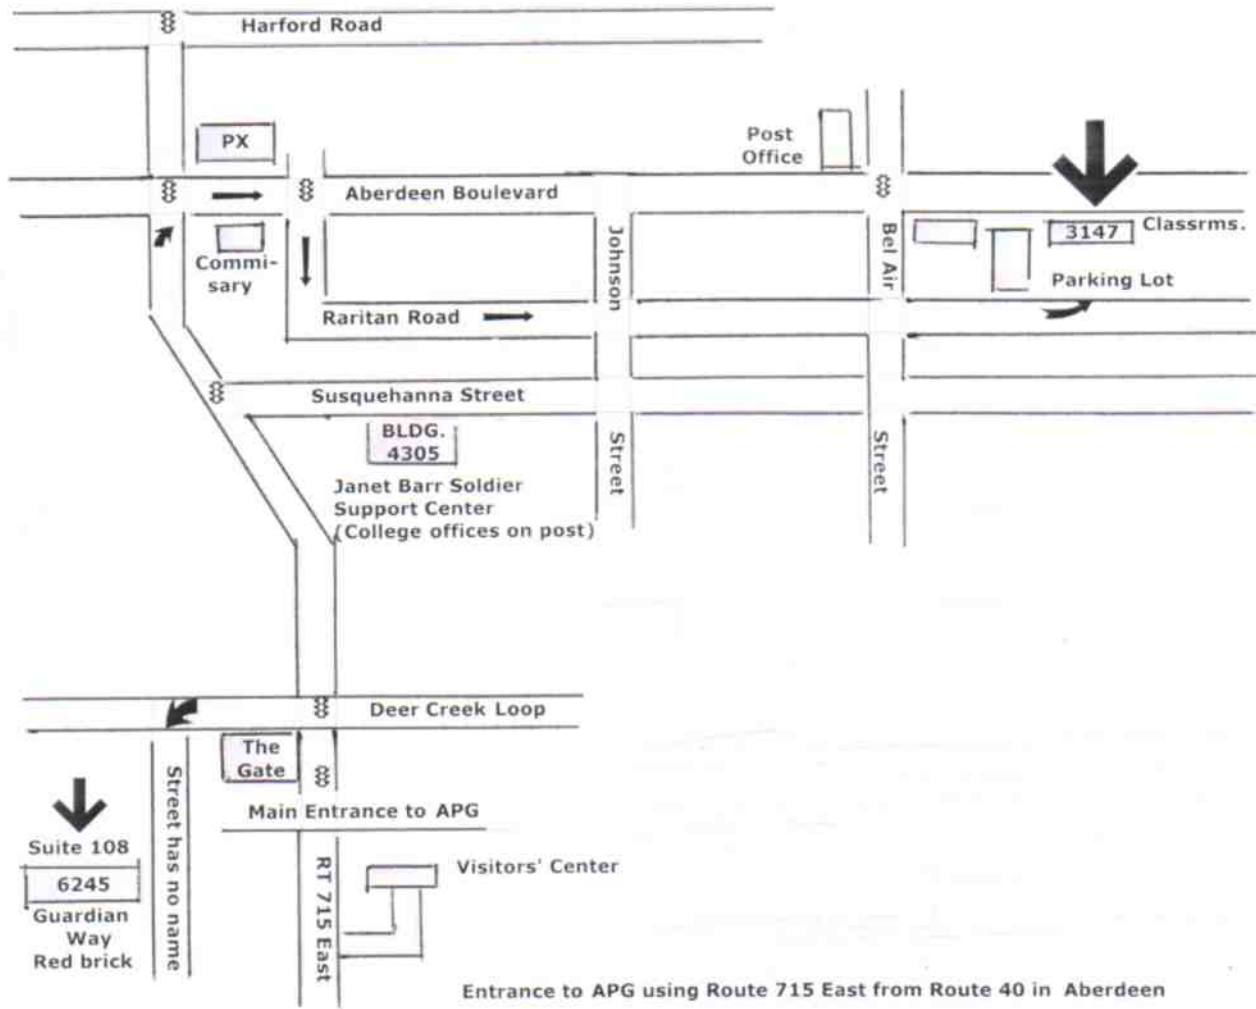 Harford Road
PX
Post
Office
Aberdeen Boulevard
Commi-
sary
Johnson
Street
Bel Air
Street
3147
Classrms.
Parking Lot
Raritan Road
Susquehanna Street
BLDG.
4305
Janet Barr Soldier
Support Center
(College offices on post)
Deer Creek Loop
The
Gate
Main Entrance to APG
Street has no name
Suite 108
6245
Guardian
Way
Red brick
RT 715 East
Visitors' Center
Entrance to APG using Route 715 East from Route 40 in Aberdeen